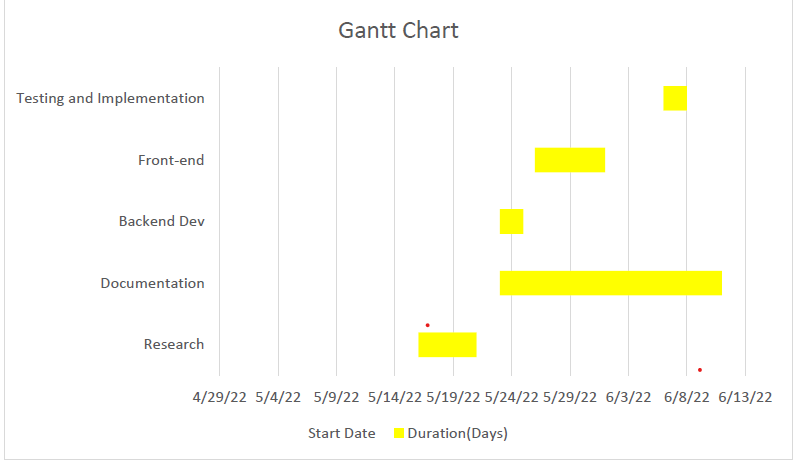 Gantt Chart
Testing and Implementation
Front-end
Backend Dev
Documentation
Research
4/29/22 5/4/22 5/9/22 5/14/22 5/19/22 5/24/22 5/29/22 6/3/22 6/8/22 6/13/22
Start Date Duration(Days)